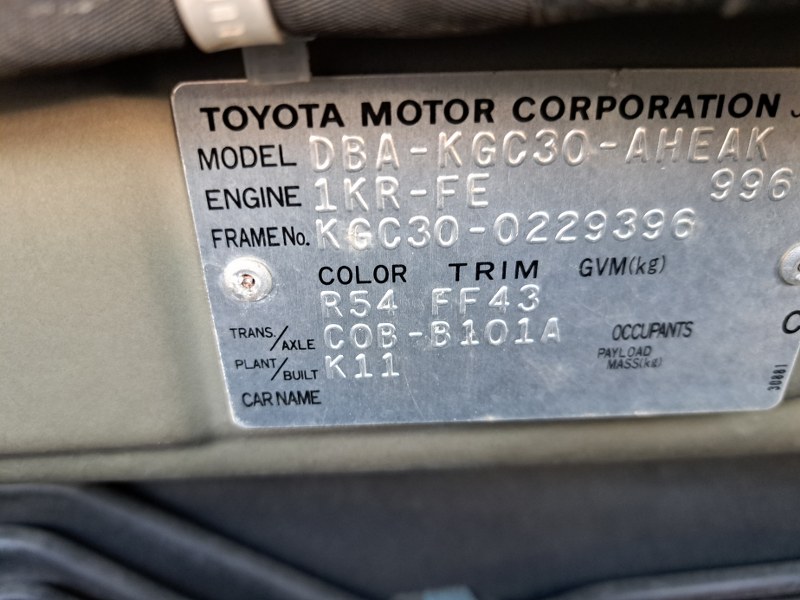 TOYOTA MOTOR CORPORATION J
MODEL DBA-KGC30-AHEAK
ENGINE 1KR-FE 996
FRAME No. KGC30-0229396
COLOR TRIM GVM(kg)
R54 FF43
TRANS./AXLE C0B-B101A OCCUPANTS C
PLANT/BUILT K11 PAYLOAD MASS(kg)
CAR NAME
30881